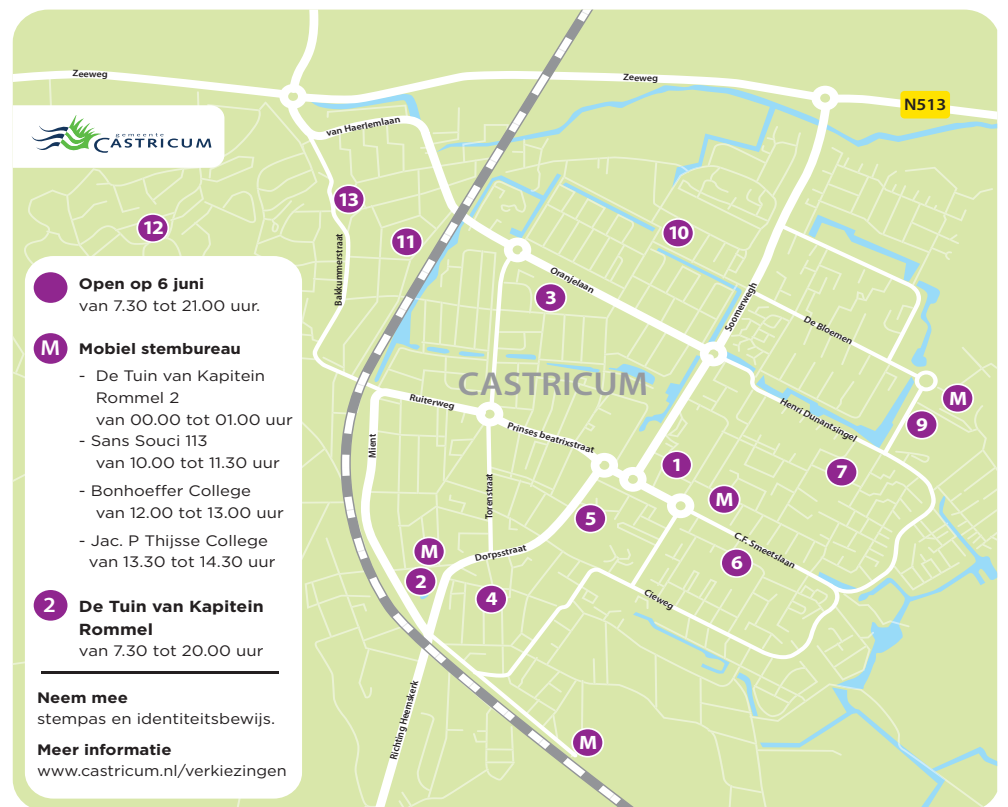 Zeeweg
Zeeweg
N513
gemeente
CASTRICUM
van Haerlemlaan
13
12
11
10
Bakkummerstraat
Oranjelaan
3
Soomerwegh
De Bloemen
CASTRICUM
M
9
Ruiterweg
Prinses beatrixstraat
Henri Dunantsingel
Mient
1
7
M
Torenstraat
5
Dorpsstraat
C.F. Smeetslaan
M
2
6
4
Cieweg
Richting Heemskerk
M
Open op 6 juni
van 7.30 tot 21.00 uur.
M Mobiel stembureau
- De Tuin van Kapitein
Rommel 2
van 00.00 tot 01.00 uur
- Sans Souci 113
van 10.00 to 11.30 uur
- Bonhoeffer College
van 12.00 to 13.00 uur
- Jac. P Thijsse College
van 13.30 tot 14.30 uur
2 De Tuin van Kapitein
Rommel
van 7.30 tot 20.00 uur
Neem mee
stempas en identiteitsbewijs.
Meer informatie
www.castricum.nl/verkiezingen